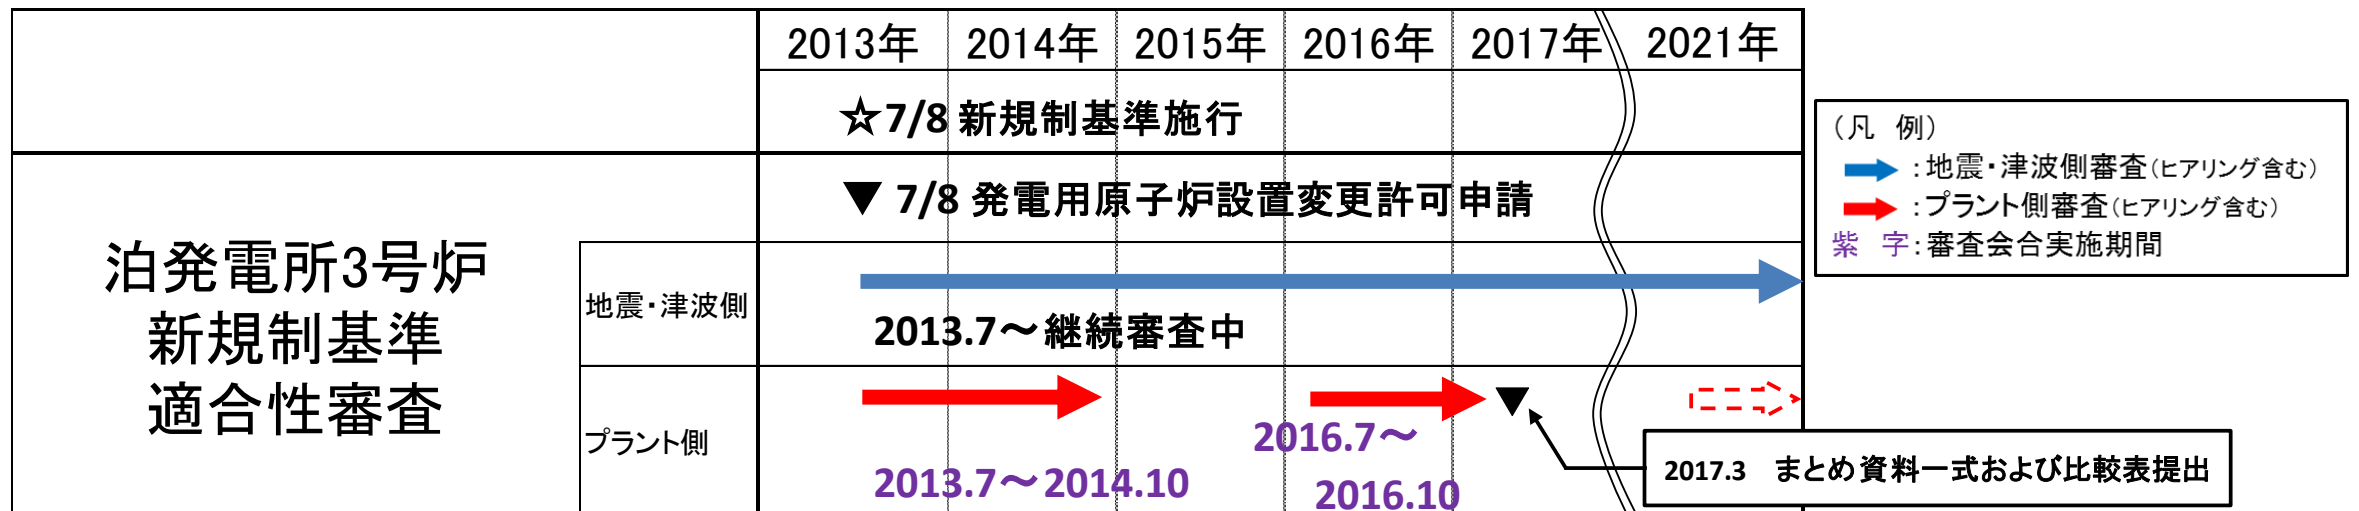 2013年 2014年 2015年 2016年 2017年 2021年
☆7/8 新規制基準施行
▼ 7/8 発電用原子炉設置変更許可申請
泊発電所3号炉
新規制基準
適合性審査
地震・津波側
2013.7～継続審査中
プラント側
2013.7～2014.10
2016.7～
2016.10
2017.3 まとめ資料一式および比較表提出
（凡 例）
：地震・津波側審査（ヒアリング含む）
：プラント側審査（ヒアリング含む）
紫 字：審査会合実施期間